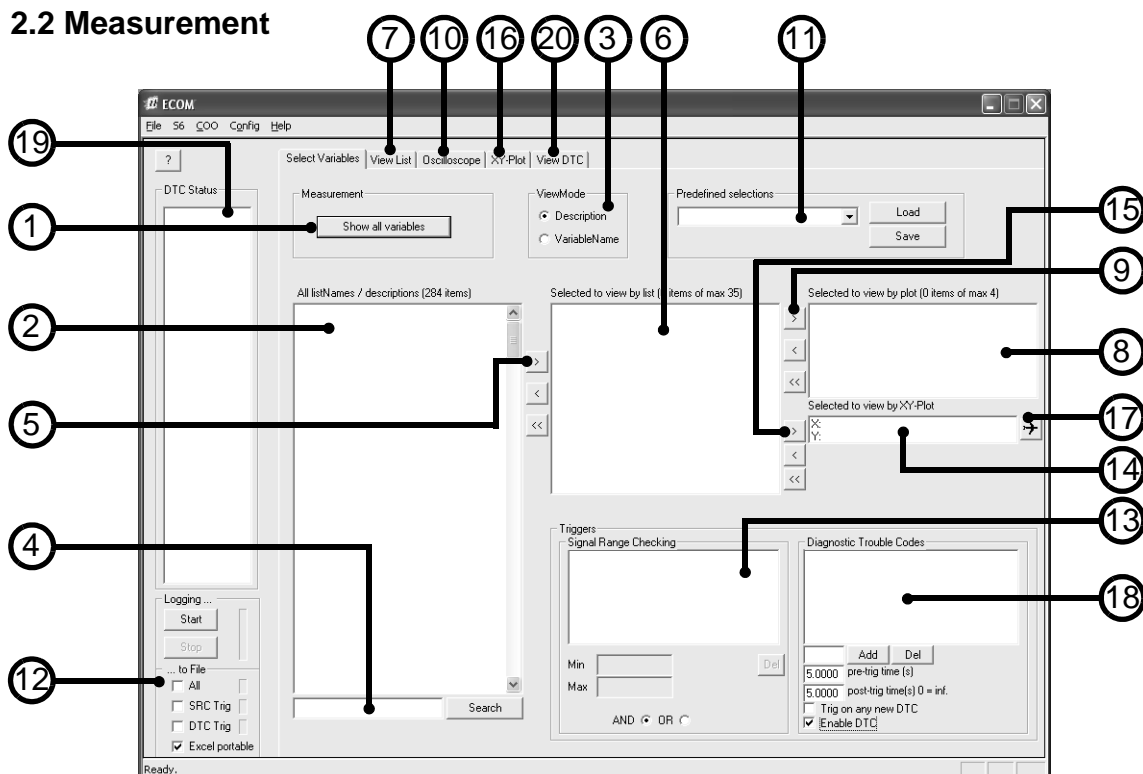 2.2 Measurement
7 10 16 20 3 6 11
ECOM
File S6 COO Config Help
19
?
Select Variables View List Oscilloscope XY-Plot View DTC
DTC Status
Measurement
Show all variables
ViewMode
Description
VariableName
Predefined selections
Load
Save
1
15
9
All listNames / descriptions (284 items)
Selected to view by list ( items of max 35)
Selected to view by plot (0 items of max 4)
2
>
<
<<
8
5
>
<
<<
Selected to view by XY-Plot
X:
Y:
>
<
<<
17
14
Triggers
Signal Range Checking
Diagnostic Trouble Codes
13
4
18
Logging ...
Start
Stop
... to File
12
All
SRC Trig
DTC Trig
Excel portable
Search
Min
Max
Del
AND OR
Add Del
5.0000 pre-trig time (s)
5.0000 post-trig time(s) 0 = inf.
Trig on any new DTC
Enable DTC
Ready.